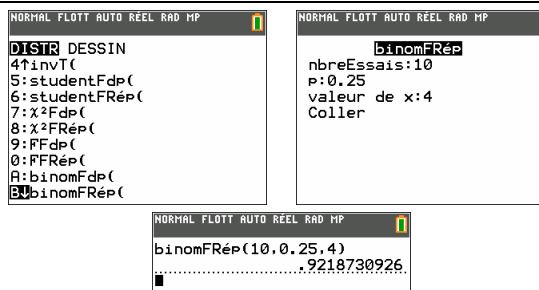 NORMAL FLOTT AUTO RÉEL RAD MP
DISTR DESSIN
4↑invT(
5:studentFdp(
6:studentFRép(
7:χ²Fdp(
8:χ²FRép(
9:FFdp(
0:FFRép(
A:binomFdp(
B↓binomFRép(
NORMAL FLOTT AUTO RÉEL RAD MP
binomFRép
nbreEssais:10
p:0.25
valeur de x:4
Coller
NORMAL FLOTT AUTO RÉEL RAD MP
binomFRép(10,0.25,4)
.9218730926